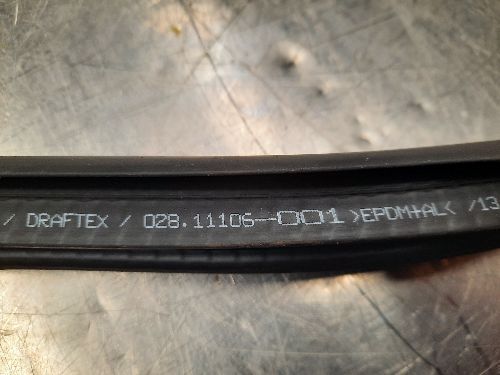 / DRAFTEX / 028.11106-001 >EPDM+AL< /13